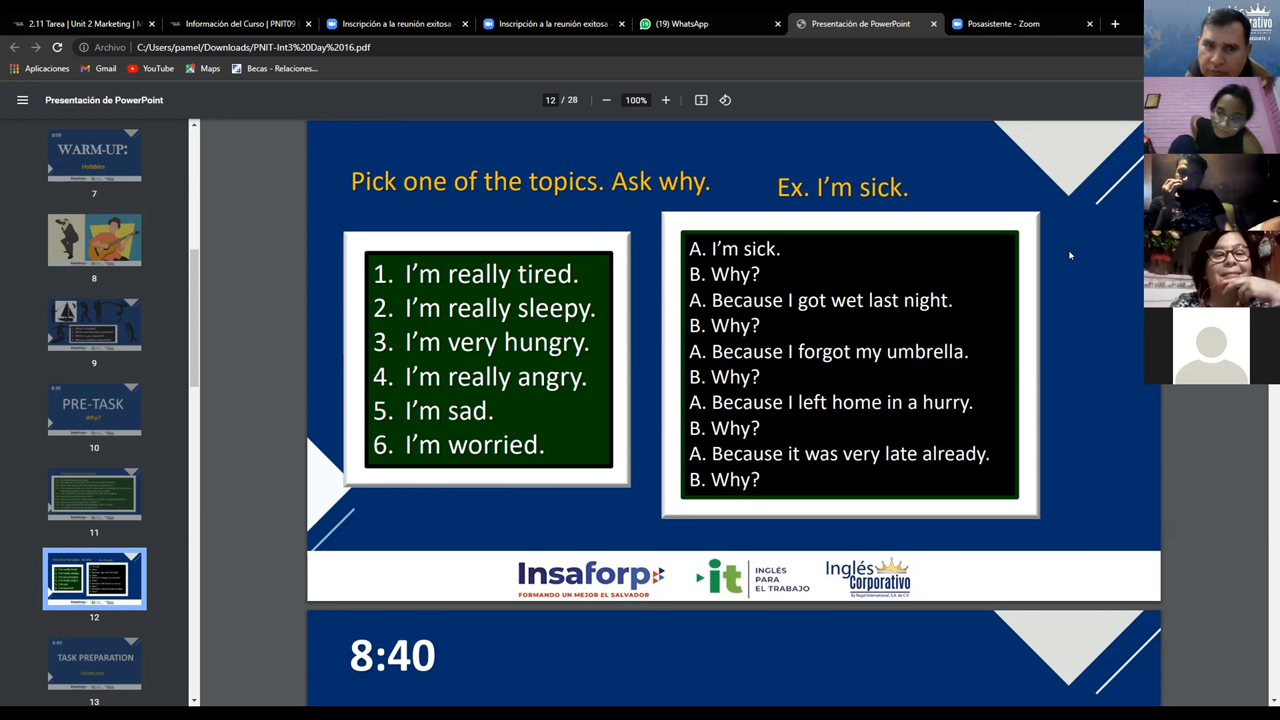 2.11 Tarea | Unit 2 Marketing | M
Información del Curso | PNIT09
Inscripción a la reunión exitosa
Inscripción a la reunión exitosa
(19) WhatsApp
Presentación de PowerPoint
Posasistente - Zoom
Archivo
C:/Users/pamel/Downloads/PNIT-Int3%20Day%2016.pdf
Aplicaciones
Gmail
YouTube
Maps
Becas - Relaciones...
Presentación de PowerPoint
12 / 28
100%
8:00
WARM-UP:
Hobbies
7
8
9
PRE-TASK
Why?
10
11
12
8:40
TASK PREPARATION
13
Pick one of the topics. Ask why.
Ex. I'm sick.
1. I'm really tired.
2. I'm really sleepy.
3. I'm very hungry.
4. I'm really angry.
5. I'm sad.
6. I'm worried.
A. I'm sick.
B. Why?
A. Because I got wet last night.
B. Why?
A. Because I forgot my umbrella.
B. Why?
A. Because I left home in a hurry.
B. Why?
A. Because it was very late already.
B. Why?
Insaforp
FORMANDO UN MEJOR EL SALVADOR
it
INGLÉS
PARA
EL TRABAJO
Inglés
Corporativo
8:40